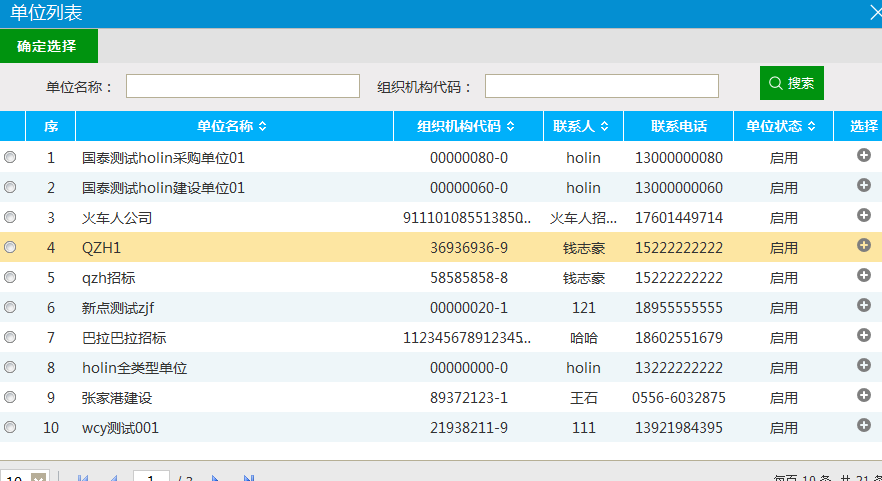 单位列表
确定选择
单位名称： 组织机构代码： 搜索
序 单位名称 组织机构代码 联系人 联系电话 单位状态 选择
1 国泰测试holin采购单位01 00000080-0 holin 13000000080 启用
2 国泰测试holin建设单位01 00000060-0 holin 13000000060 启用
3 火车人公司 911101085513850... 火车人招... 17601449714 启用
4 QZH1 36936936-9 钱志豪 15222222222 启用
5 qzh招标 58585858-8 钱志豪 15222222222 启用
6 新点测试zjf 00000020-1 121 18955555555 启用
7 巴拉巴拉招标 112345678912345... 哈哈 18602551679 启用
8 holin全类型单位 00000000-0 holin 13222222222 启用
9 张家港建设 89372123-1 王石 0556-6032875 启用
10 wcy测试001 21938211-9 111 13921984395 启用
10 1 / 3 每页 10 条, 共 21 条